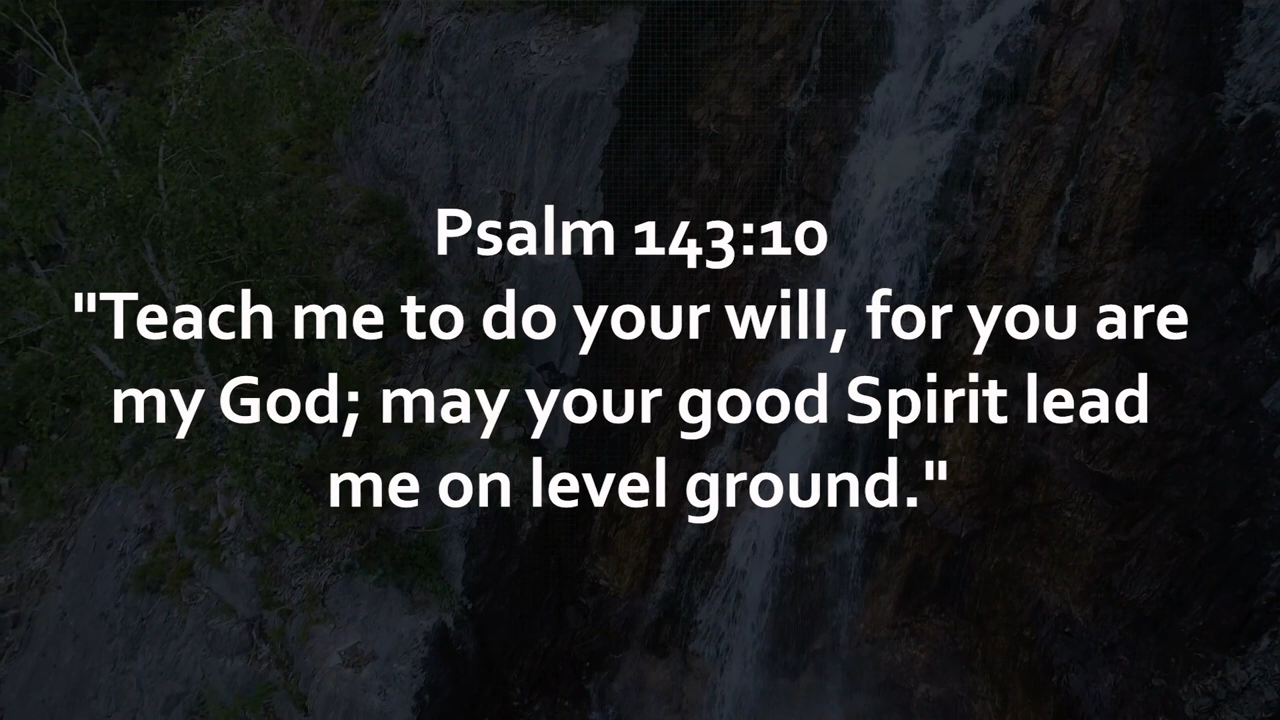 Psalm 143:10
"Teach me to do your will, for you are
my God; may your good Spirit lead
me on level ground."